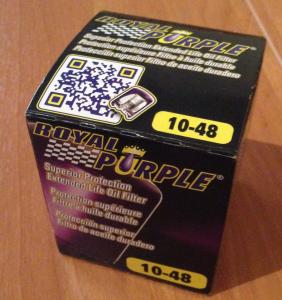 ROYAL
PURPLE®
Superior Protection Extended Life Oil Filter
Protection supérieure Filtre à huile durable
Protección superior Filtro de aceite duradero
10-48
ROYAL
PURPLE®
Superior Protection
Extended Life Oil Filter
Protection supérieure
Filtre à huile durable
Protección superior
Filtro de aceite duradero
10-48